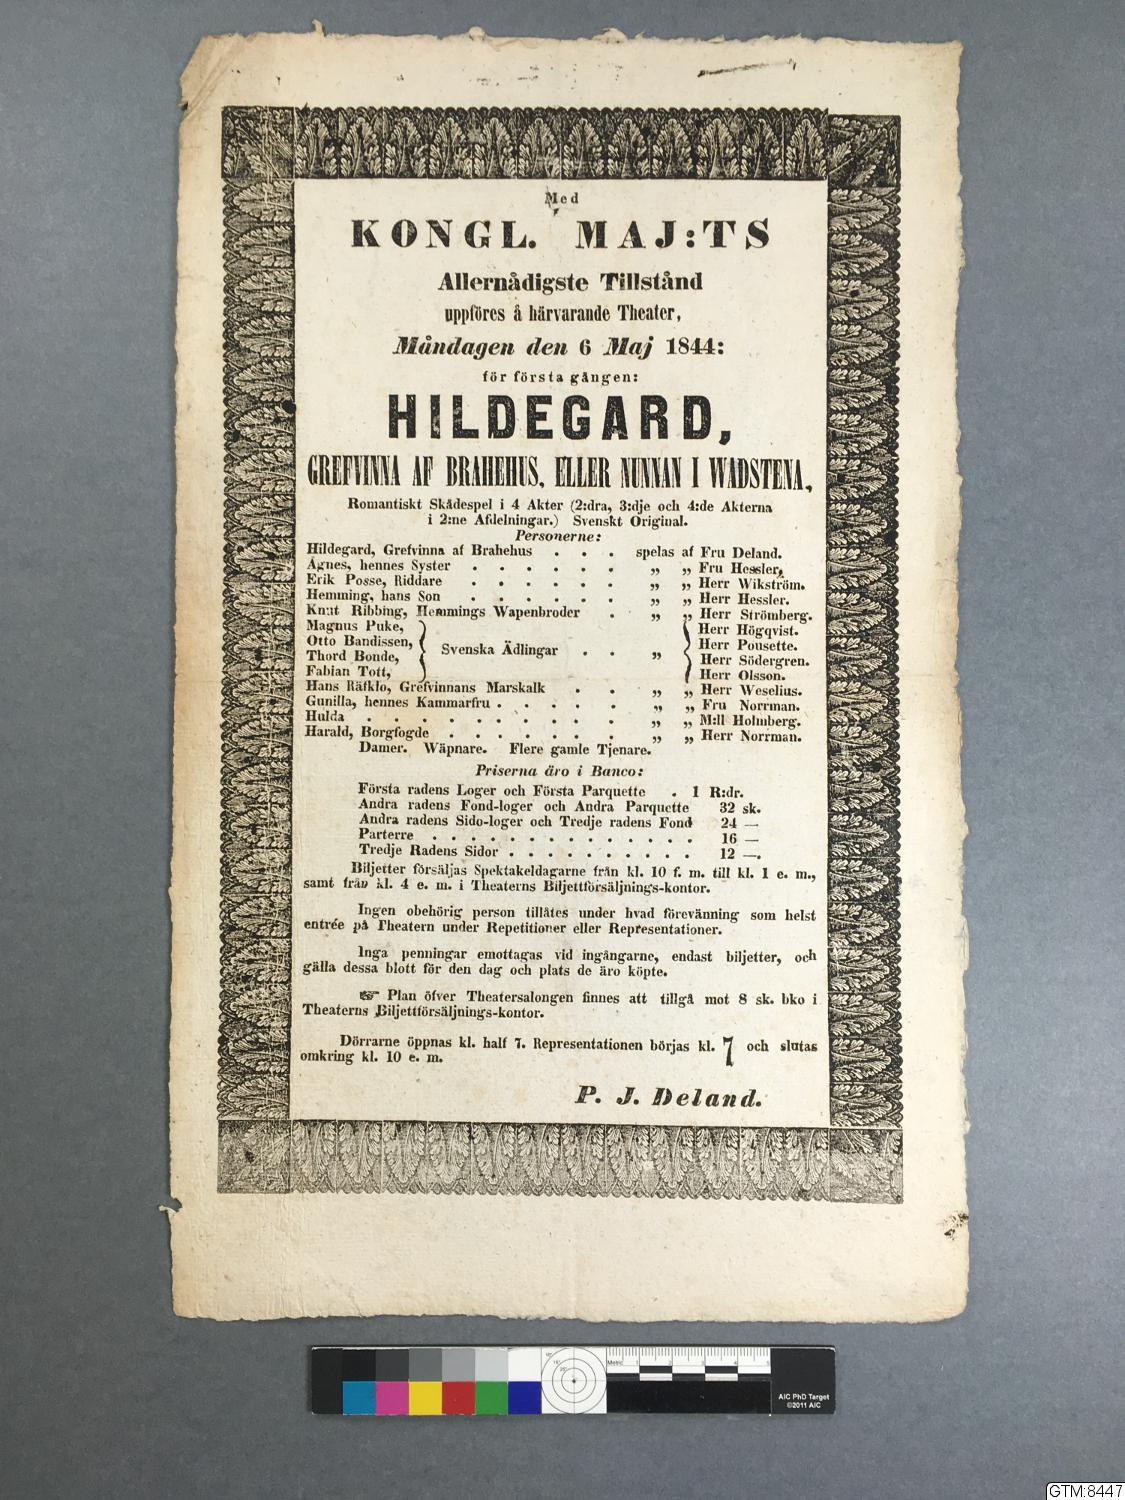 Med
KONGL. MAJ:TS
Allernådigste Tillstånd
uppföres å härvarande Theater,
Måndagen den 6 Maj 1844:
för första gången:
HILDEGARD,
GREFVINNA AF BRAHEHUS, ELLER NUNNAN I WADSTENA,
Romantiskt Skådespel i 4 Akter (2:dra, 3:dje och 4:de Akterna
i 2:ne Afdelningar.) Svenskt Original.
Personerne:
Hildegard, Grefvinna af Brahehus . . . spelas af Fru Deland.
Agnes, hennes Syster . . . . . . „ „ Fru Hessler.
Erik Posse, Riddare . . . . . . „ „ Herr Wikström.
Hemming, hans Son . . . . . . „ „ Herr Hessler.
Knut Ribbing, Hemmings Wapenbroder . „ „ Herr Strömberg.
Magnus Puke, Herr Högqvist.
Otto Bandissen, Herr Pousette.
Svenska Ädlingar . . „
Thord Bonde, Herr Södergren.
Fabian Tott, Herr Olsson.
Hans Räfklo, Grefvinnans Marskalk . . „ „ Herr Weselius.
Gunilla, hennes Kammarfru . . . . . „ „ Fru Norrman.
Hulda . . . . . . . . . . „ „ M:ll Holmberg.
Harald, Borgfogde . . . . . . . „ „ Herr Norrman.
Damer. Wäpnare. Flere gamle Tjenare.
Priserna äro i Banco:
Första radens Loger och Första Parquette . 1 R:dr.
Andra radens Fond-loger och Andra Parquette 32 sk.
Andra radens Sido-loger och Tredje radens Fond 24 —
Parterre . . . . . . . . . . . . . 16 —
Tredje Radens Sidor . . . . . . . . . 12 —.
Biljetter försäljas Spektakeldagarne från kl. 10 f. m. till kl. 1 e. m.,
samt från kl. 4 e. m. i Theaterns Biljettförsäljnings-kontor.
Ingen obehörig person tillåtes under hvad förevänning som helst
entrée på Theatern under Repetitioner eller Representationer.
Inga penningar emottagas vid ingångarne, endast biljetter, och
gälla dessa blott för den dag och plats de äro köpte.
☞ Plan öfver Theatersalongen finnes att tillgå mot 8 sk. bko i
Theaterns Biljettförsäljnings-kontor.
Dörrarne öppnas kl. half 7. Representationen börjas kl. 7 och slutas
omkring kl. 10 e. m.
P. J. Deland.
Metric 1 2 3 4 5
AIC PhD Target
©2011 AIC
GTM:8447